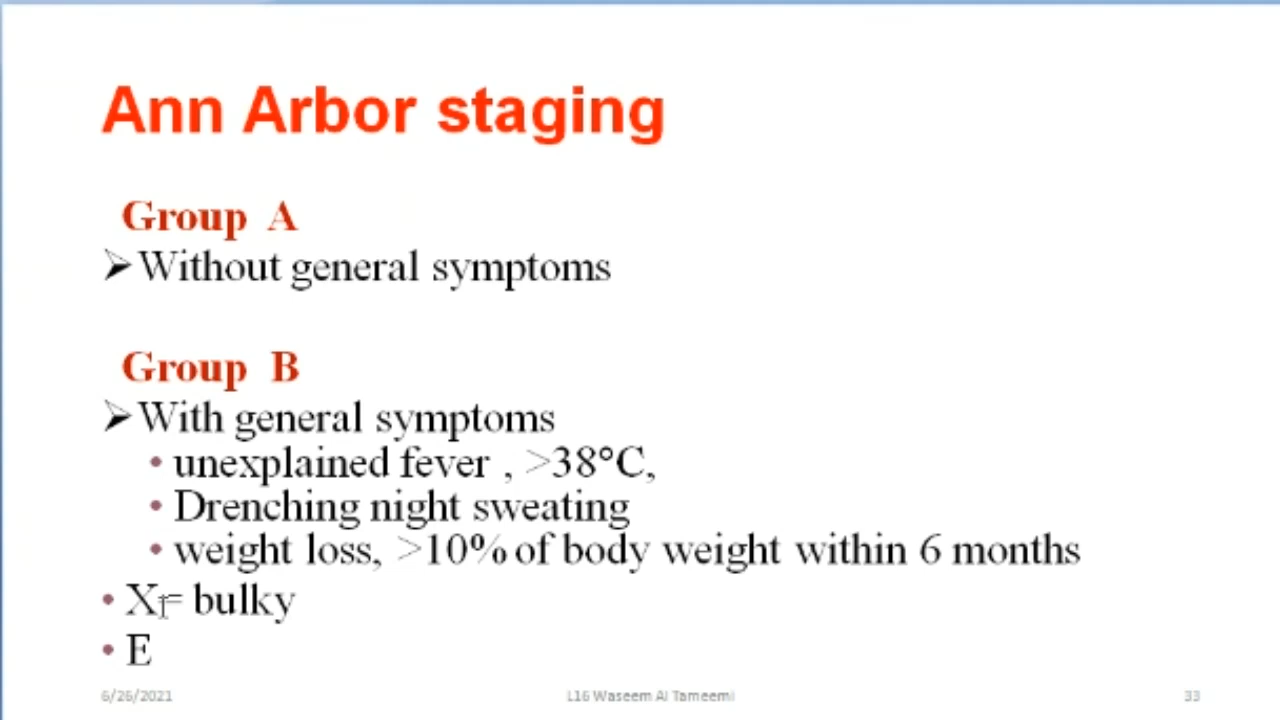 Ann Arbor staging
Group A
➢Without general symptoms
Group B
➢With general symptoms
• unexplained fever , >38°C,
• Drenching night sweating
• weight loss, >10% of body weight within 6 months
• X= bulky
• E
6/26/2021
L16 Waseem Al Tameemi
33